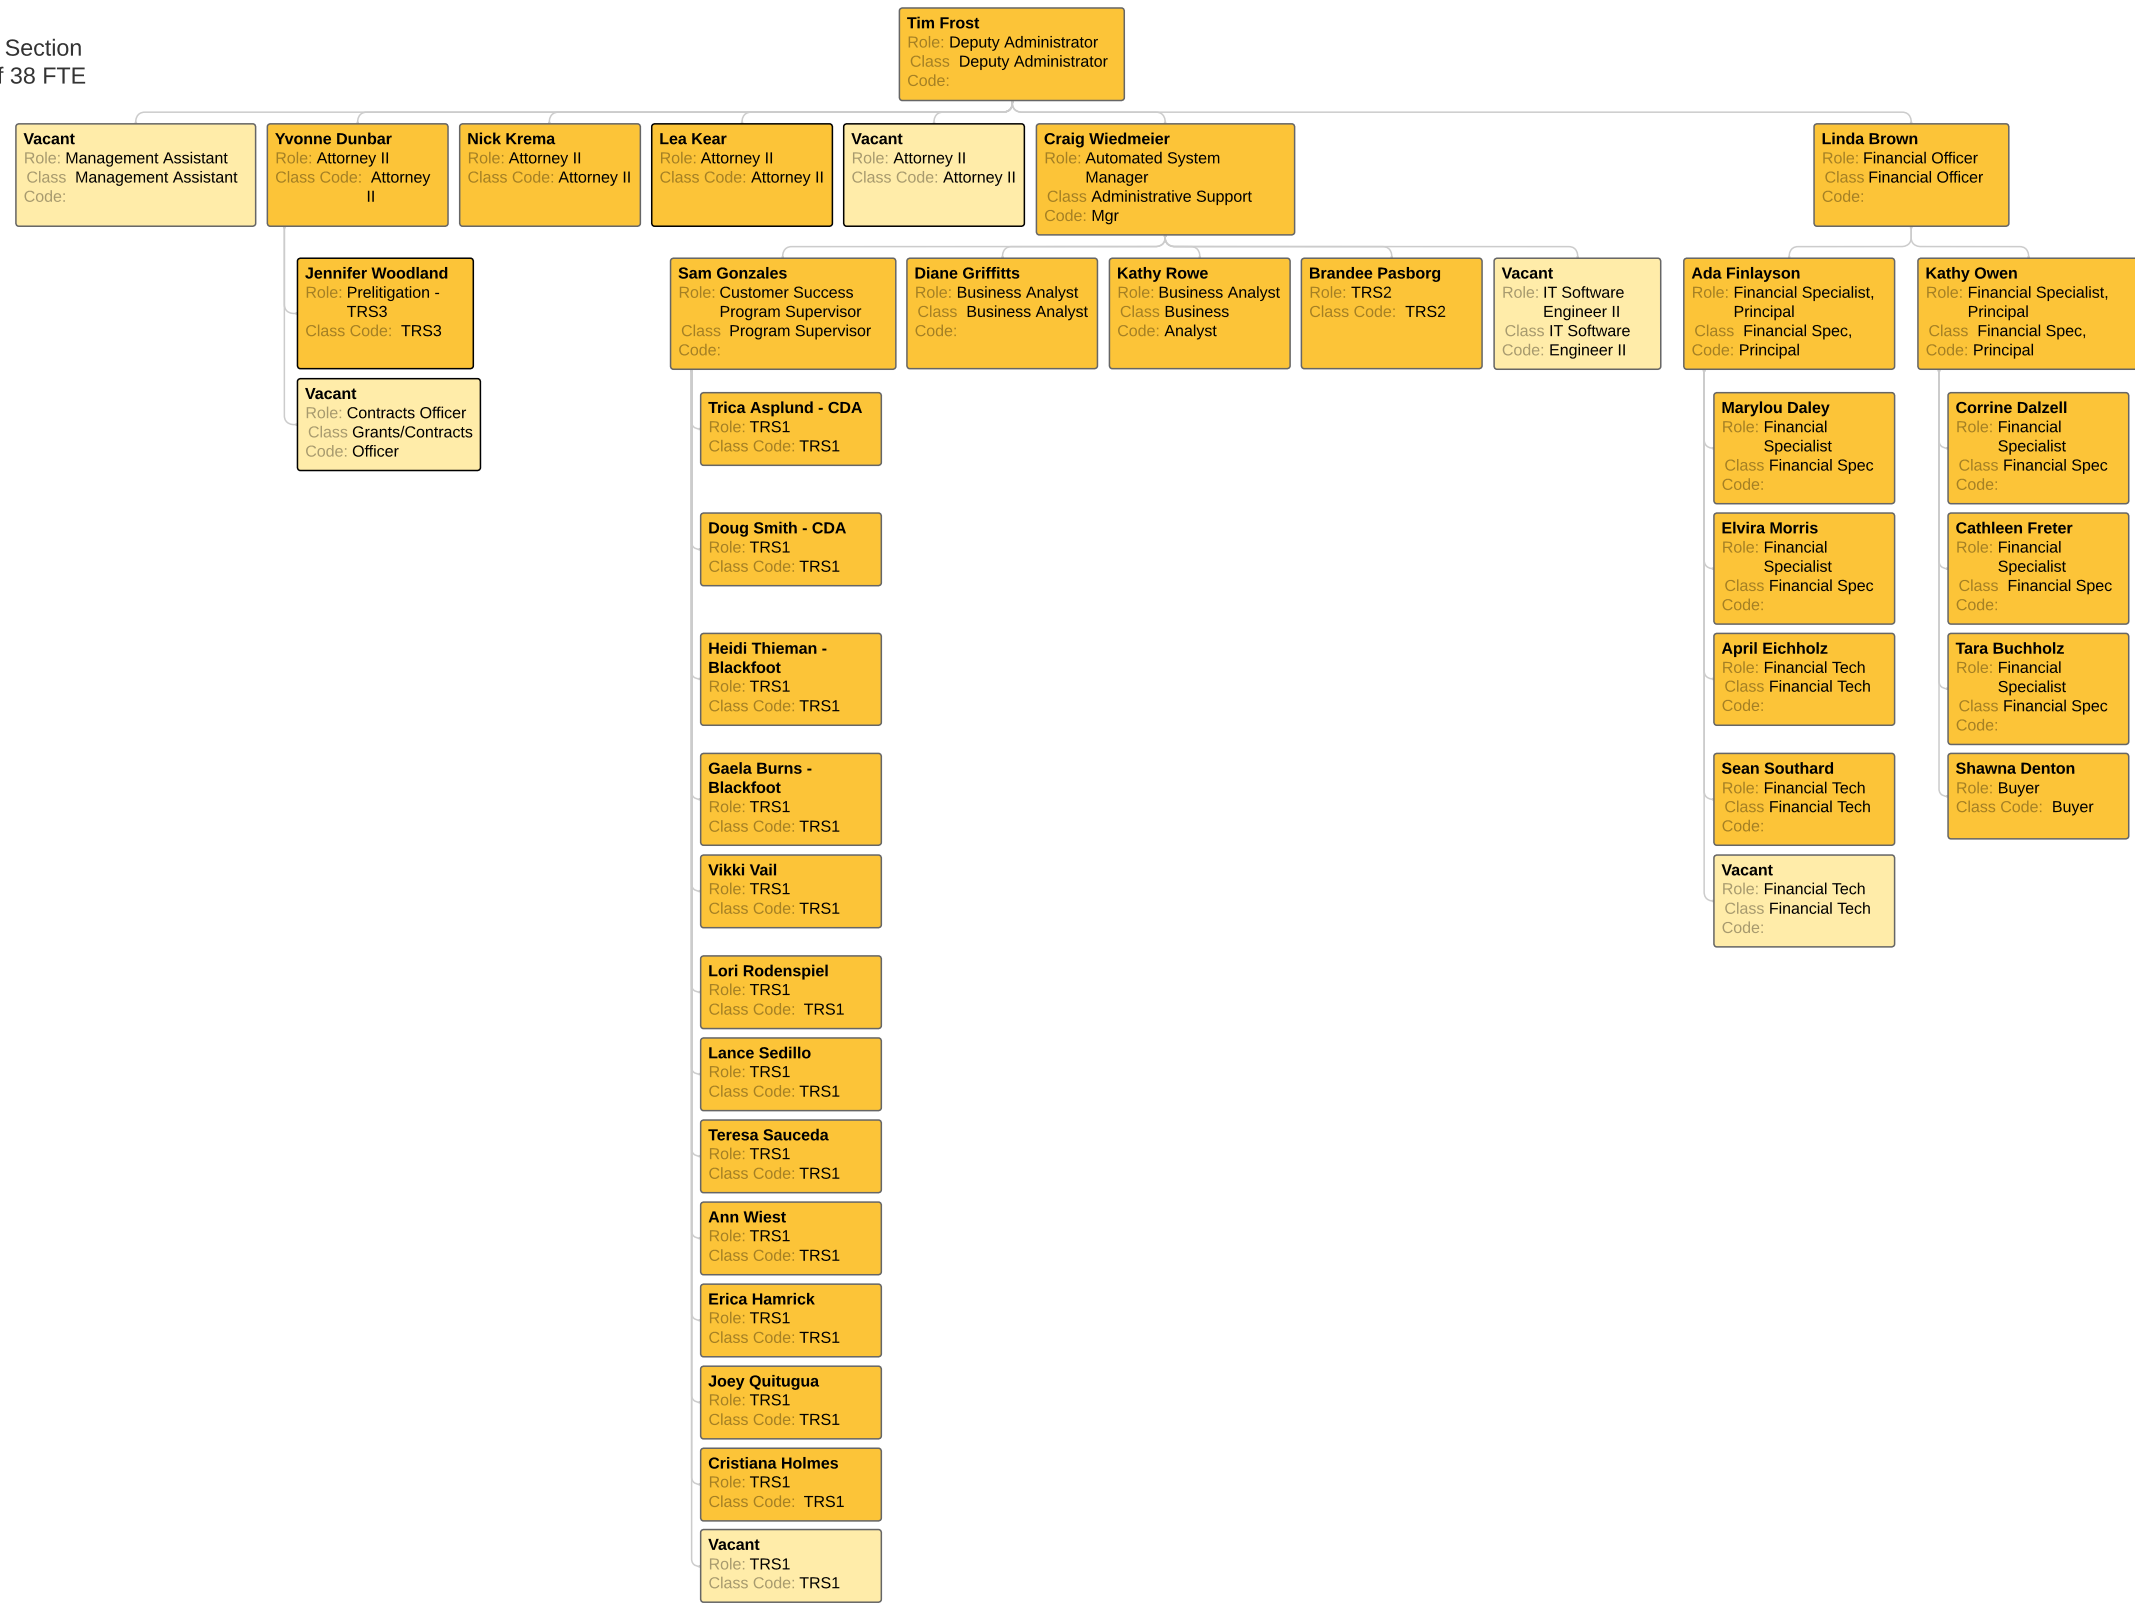 Section
f 38 FTE
Tim Frost
Role: Deputy Administrator
Class Deputy Administrator
Code:
Vacant
Role: Management Assistant
Class Management Assistant
Code:
Yvonne Dunbar
Role: Attorney II
Class Code: Attorney
II
Nick Krema
Role: Attorney II
Class Code: Attorney II
Lea Kear
Role: Attorney II
Class Code: Attorney II
Vacant
Role: Attorney II
Class Code: Attorney II
Craig Wiedmeier
Role: Automated System
Manager
Class Administrative Support
Code: Mgr
Linda Brown
Role: Financial Officer
Class Financial Officer
Code:
Jennifer Woodland
Role: Prelitigation -
TRS3
Class Code: TRS3
Vacant
Role: Contracts Officer
Class Grants/Contracts
Code: Officer
Sam Gonzales
Role: Customer Success
Program Supervisor
Class Program Supervisor
Code:
Diane Griffitts
Role: Business Analyst
Class Business Analyst
Code:
Kathy Rowe
Role: Business Analyst
Class Business
Code: Analyst
Brandee Pasborg
Role: TRS2
Class Code: TRS2
Vacant
Role: IT Software
Engineer II
Class IT Software
Code: Engineer II
Ada Finlayson
Role: Financial Specialist,
Principal
Class Financial Spec,
Code: Principal
Kathy Owen
Role: Financial Specialist,
Principal
Class Financial Spec,
Code: Principal
Trica Asplund - CDA
Role: TRS1
Class Code: TRS1
Doug Smith - CDA
Role: TRS1
Class Code: TRS1
Heidi Thieman -
Blackfoot
Role: TRS1
Class Code: TRS1
Gaela Burns -
Blackfoot
Role: TRS1
Class Code: TRS1
Vikki Vail
Role: TRS1
Class Code: TRS1
Lori Rodenspiel
Role: TRS1
Class Code: TRS1
Lance Sedillo
Role: TRS1
Class Code: TRS1
Teresa Sauceda
Role: TRS1
Class Code: TRS1
Ann Wiest
Role: TRS1
Class Code: TRS1
Erica Hamrick
Role: TRS1
Class Code: TRS1
Joey Quitugua
Role: TRS1
Class Code: TRS1
Cristiana Holmes
Role: TRS1
Class Code: TRS1
Vacant
Role: TRS1
Class Code: TRS1
Marylou Daley
Role: Financial
Specialist
Class Financial Spec
Code:
Elvira Morris
Role: Financial
Specialist
Class Financial Spec
Code:
April Eichholz
Role: Financial Tech
Class Financial Tech
Code:
Sean Southard
Role: Financial Tech
Class Financial Tech
Code:
Vacant
Role: Financial Tech
Class Financial Tech
Code:
Corrine Dalzell
Role: Financial
Specialist
Class Financial Spec
Code:
Cathleen Freter
Role: Financial
Specialist
Class Financial Spec
Code:
Tara Buchholz
Role: Financial
Specialist
Class Financial Spec
Code:
Shawna Denton
Role: Buyer
Class Code: Buyer